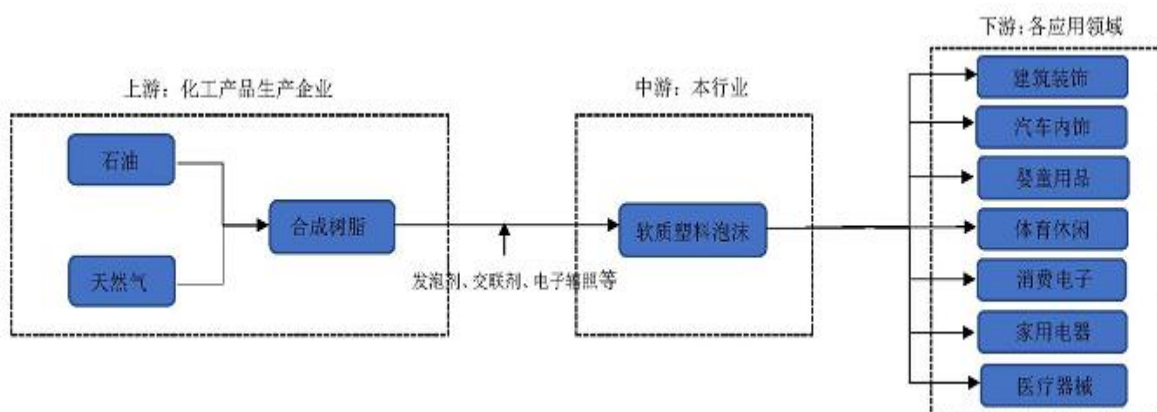 上游：化工产品生产企业
石油
天然气
合成树脂
发泡剂、交联剂、电子辐照等
中游：本行业
软质塑料泡沫
下游：各应用领域
建筑装饰
汽车内饰
婴童用品
体育休闲
消费电子
家用电器
医疗器械